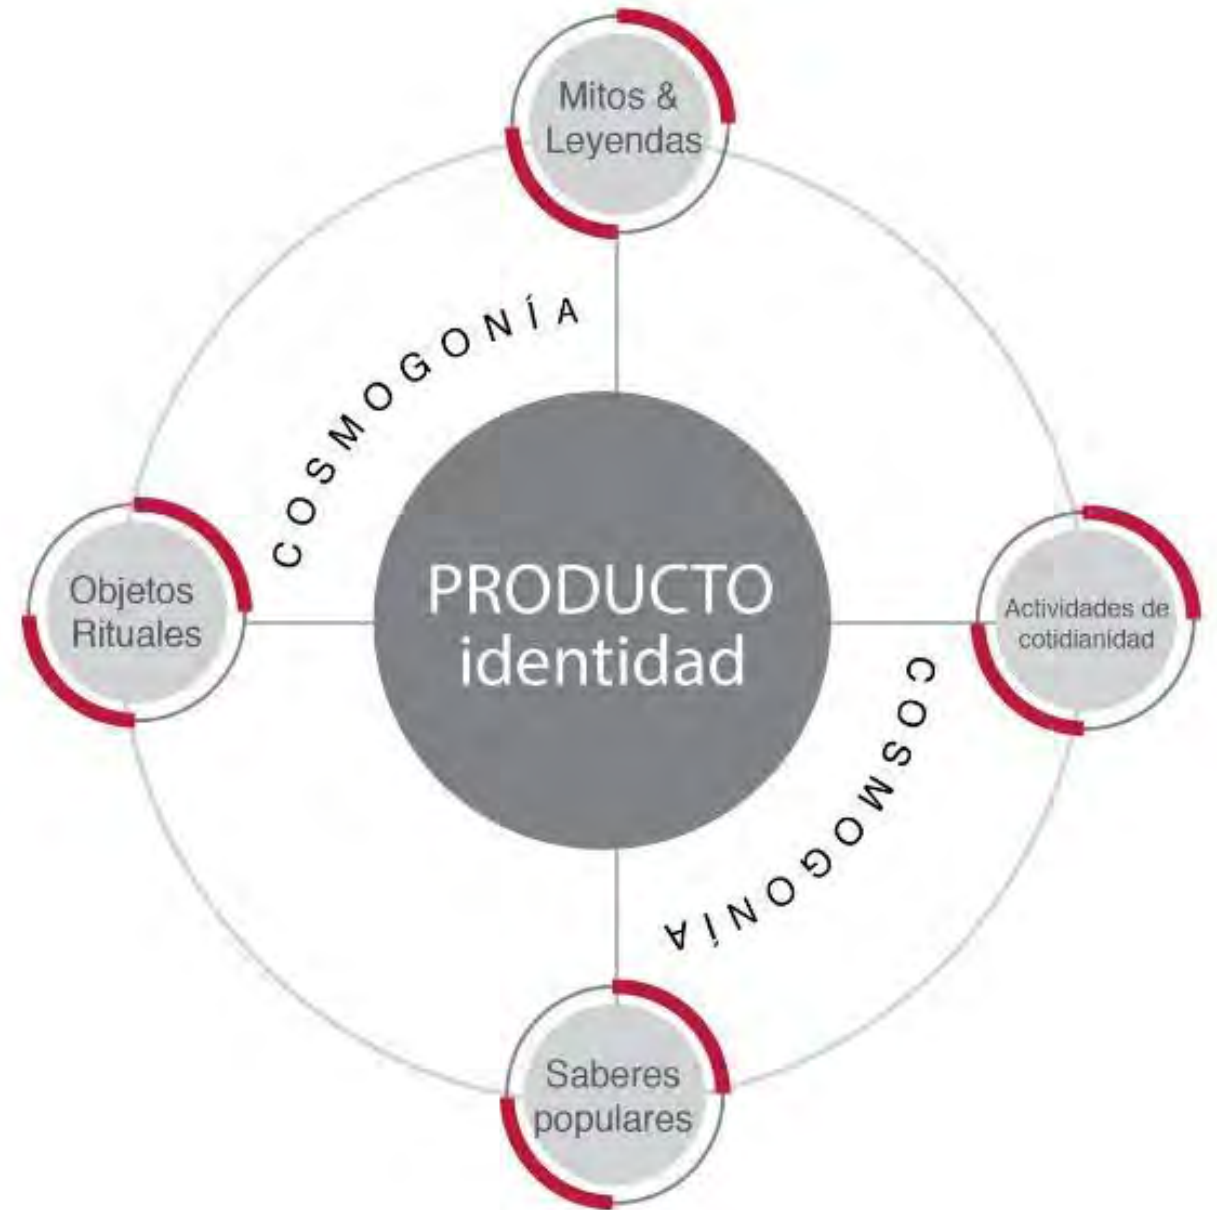 Mitos &
Leyendas
COSMOGONÍA
Objetos
Rituales
PRODUCTO
identidad
Actividades de
cotidianidad
COSMOGONÍA
Saberes
populares